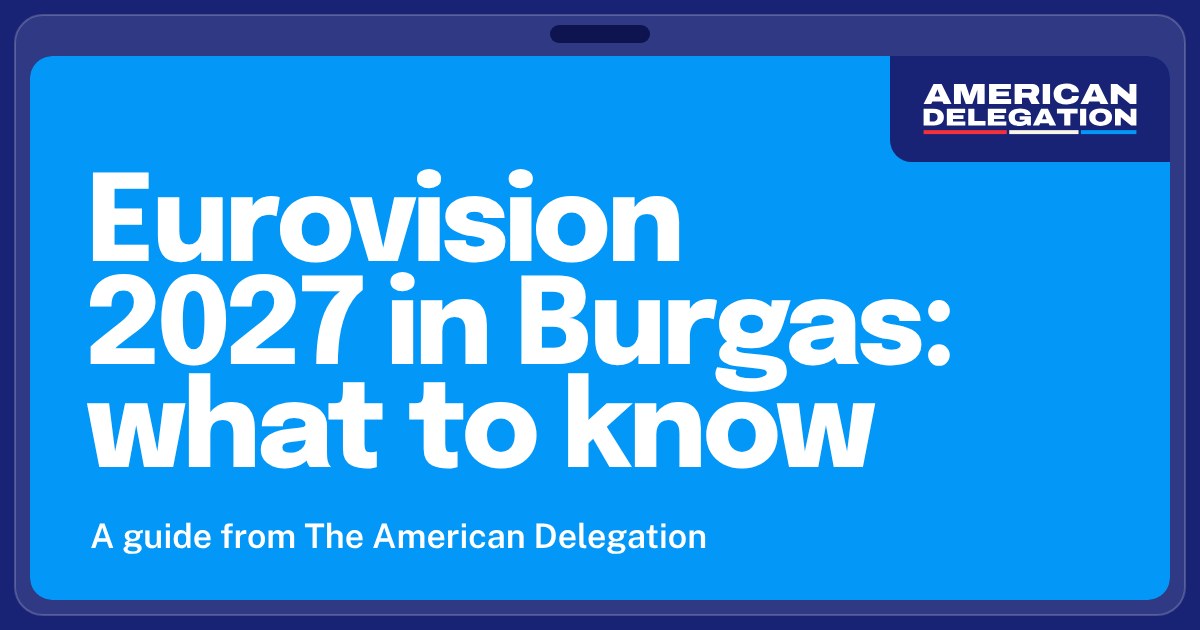 AMERICAN
DELEGATION
Eurovision
2027 in Burgas:
what to know
A guide from The American Delegation